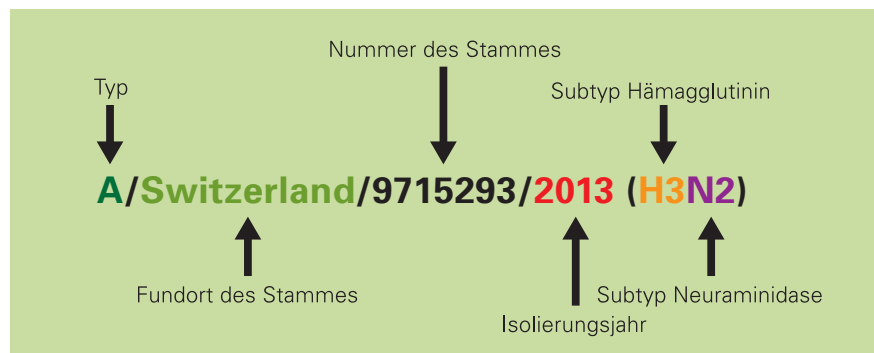 Nummer des Stammes
Typ
Subtyp Hämagglutinin
A/Switzerland/9715293/2013 (H3N2)
Fundort des Stammes
Subtyp Neuraminidase
Isolierungsjahr